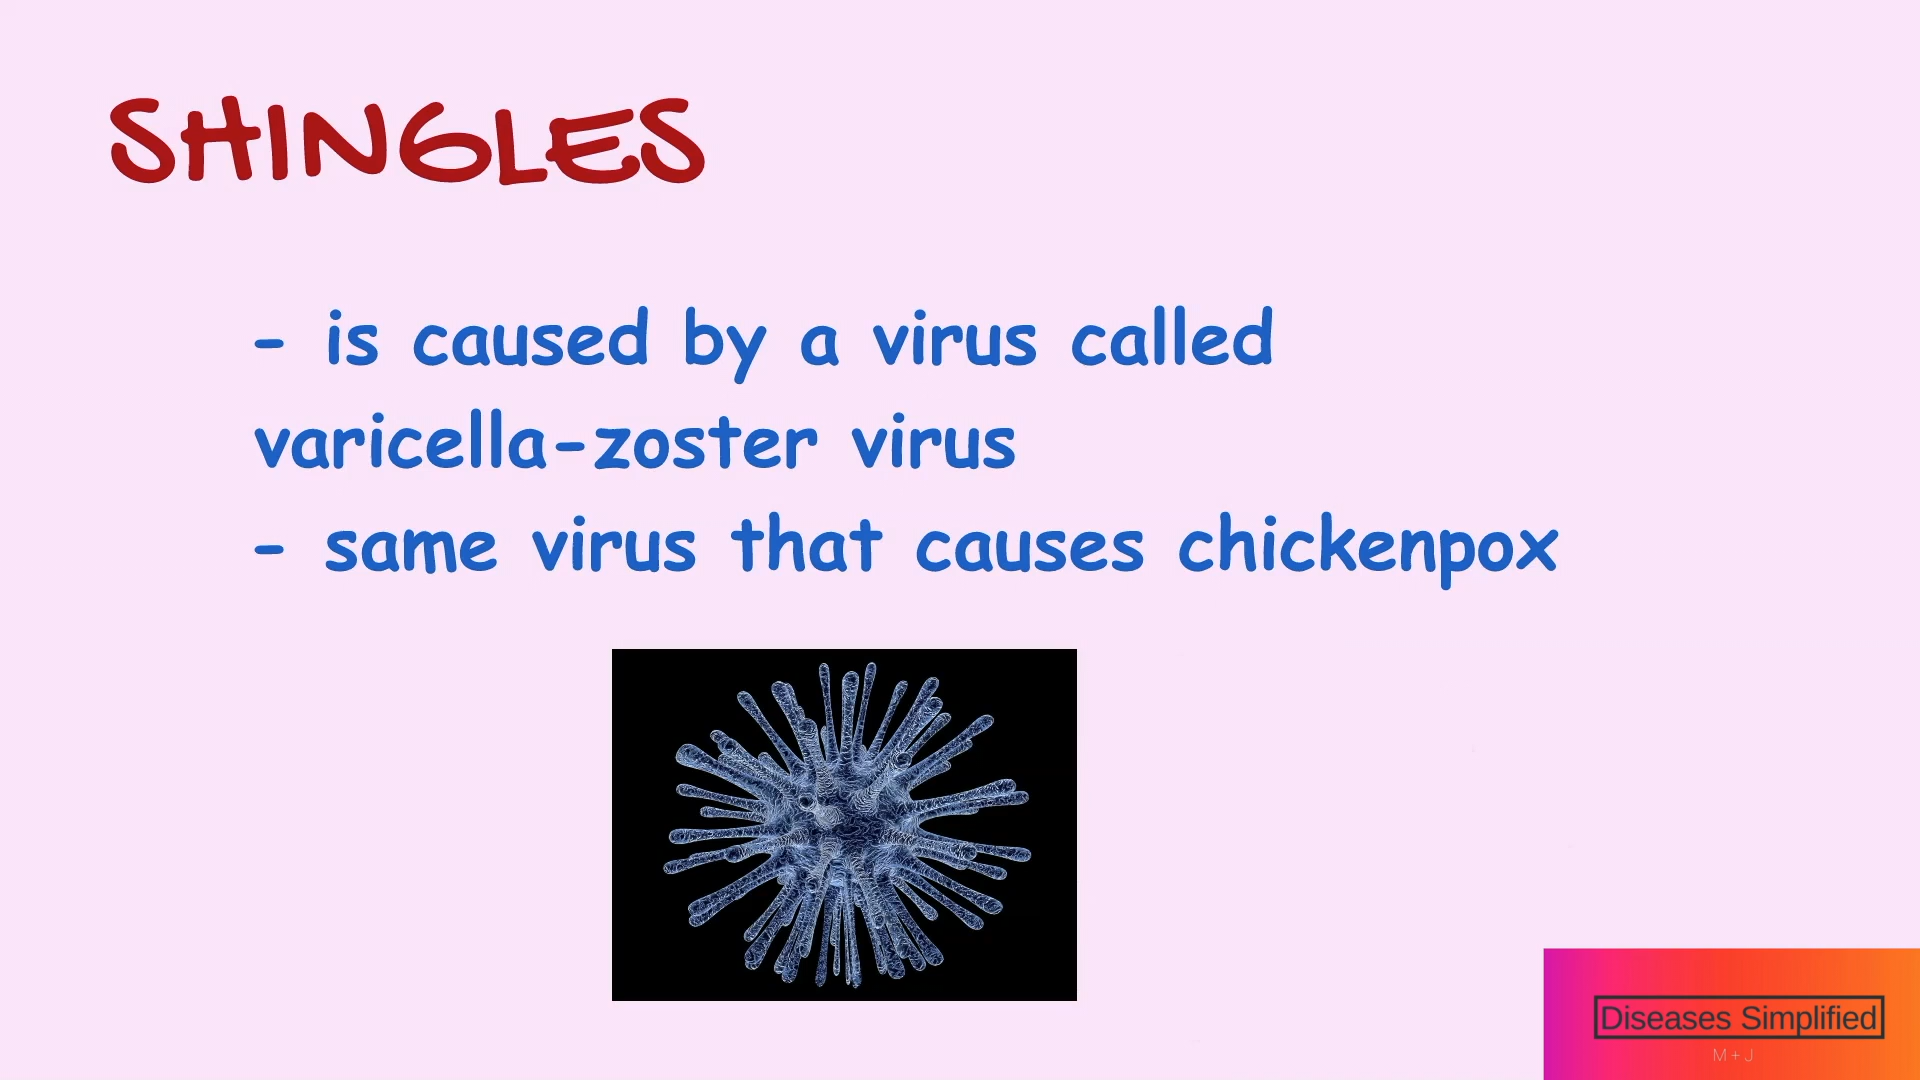 SHINGLES
- is caused by a virus called
varicella-zoster virus
- same virus that causes chickenpox
Diseases Simplified
M+J